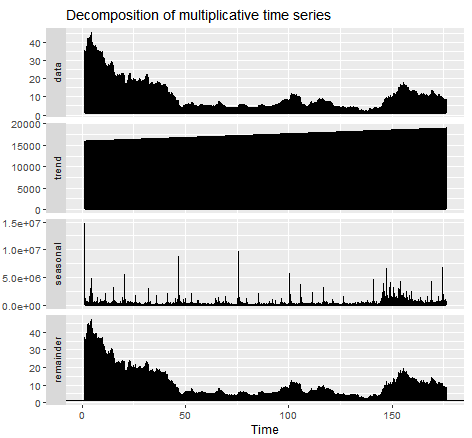 Decomposition of multiplicative time series
40
30
20
10
0
data
20000
15000
10000
5000
0
trend
1.5e+07
1.0e+07
5.0e+06
0.0e+00
seasonal
40
30
20
10
0
remainder
0 50 100 150
Time